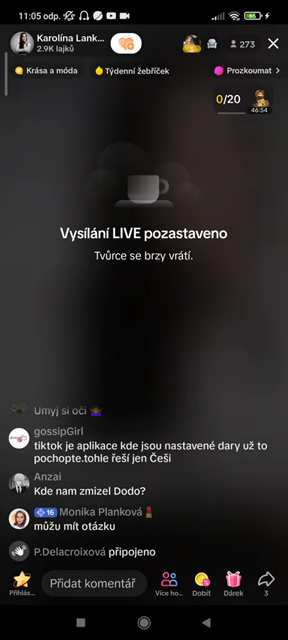 11:05 odp.
Karolína Lank...
2.9K lajků
273
Krása a móda
Týdenní žebříček
Prozkoumat >
0/20
46:54
Vysílání LIVE pozastaveno
Tvůrce se brzy vrátí.
Umyj si oči 🤷‍♀️
gossipGirl
tiktok je aplikace kde jsou nastavené dary už to
pochopte.tohle řeší jen Češi
Anzai
Kde nam zmizel Dodo?
16 Monika Planková💄
můžu mít otázku
P.Delacroixová připojeno
Přihlás...
Přidat komentář
Více ho...
Dobít
Dárek
3